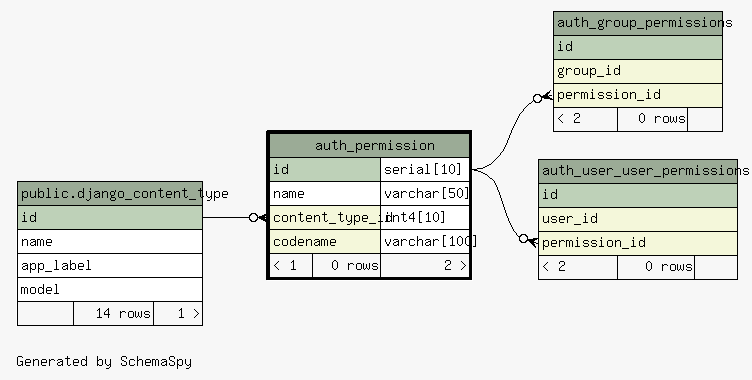 auth_group_permissions
id
group_id
permission_id
< 2 0 rows
auth_permission
id serial[10]
name varchar[50]
content_type_id int4[10]
codename varchar[100]
< 1 0 rows 2 >
auth_user_user_permissions
id
user_id
permission_id
< 2 0 rows
public.django_content_type
id
name
app_label
model
14 rows 1 >
Generated by SchemaSpy